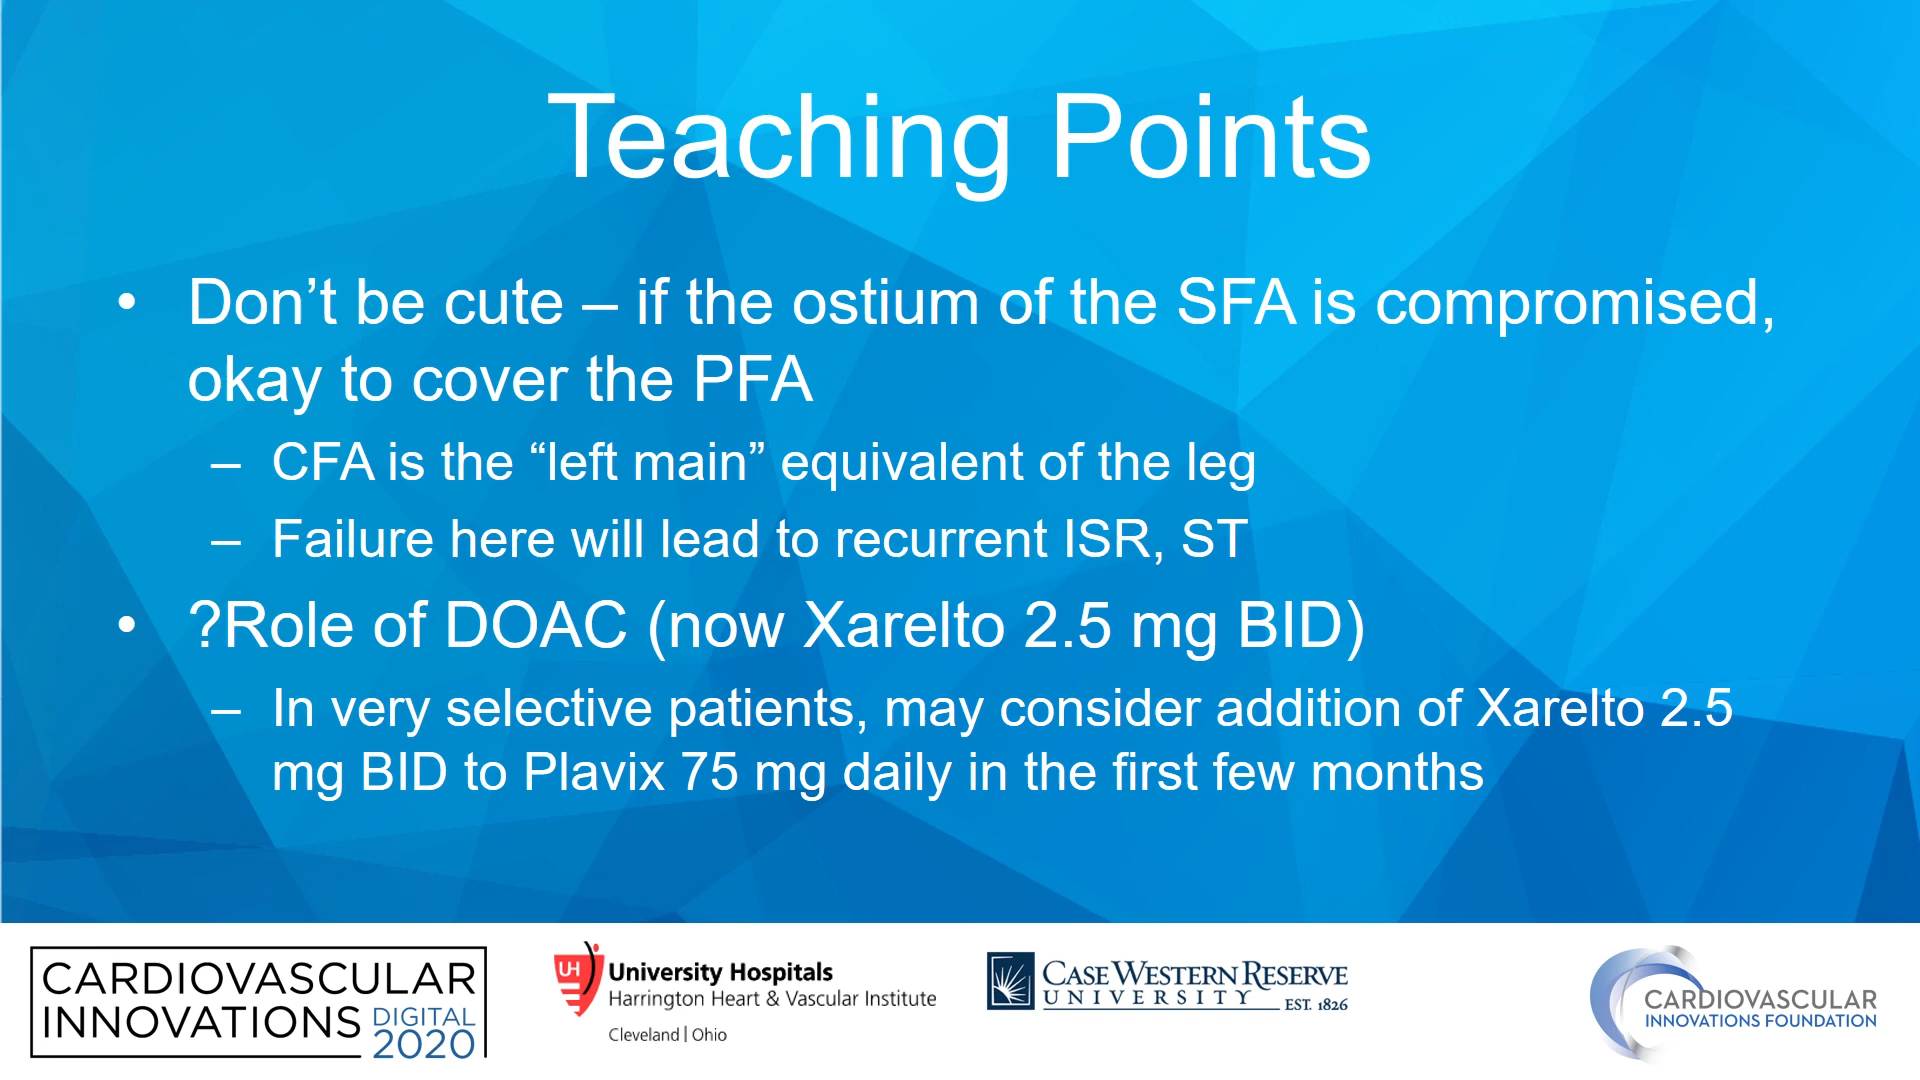 Teaching Points
• Don’t be cute – if the ostium of the SFA is compromised,
okay to cover the PFA
– CFA is the “left main” equivalent of the leg
– Failure here will lead to recurrent ISR, ST
• ?Role of DOAC (now Xarelto 2.5 mg BID)
– In very selective patients, may consider addition of Xarelto 2.5
mg BID to Plavix 75 mg daily in the first few months
CARDIOVASCULAR
INNOVATIONS DIGITAL
2020
UH
University Hospitals
Harrington Heart & Vascular Institute
Cleveland | Ohio
CASE WESTERN RESERVE
UNIVERSITY
EST. 1826
CARDIOVASCULAR
INNOVATIONS FOUNDATION